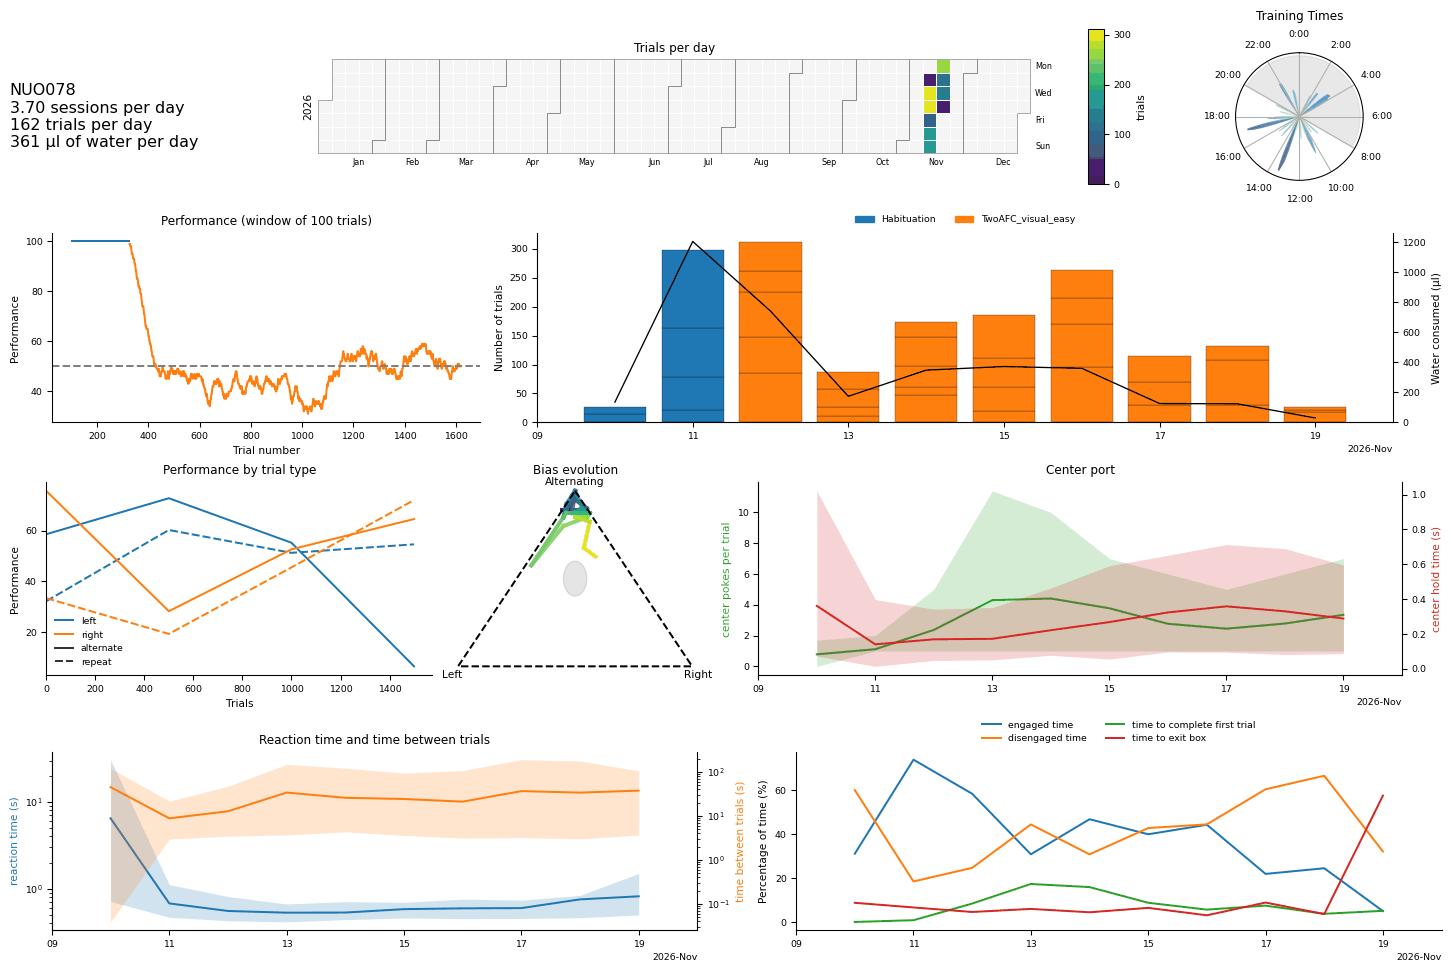 NUO078
3.70 sessions per day
162 trials per day
361 µl of water per day
Trials per day
2026
Jan Feb Mar Apr May Jun Jul Aug Sep Oct Nov Dec
Mon
Wed
Fri
Sun
300
200
100
0
trials
Training Times
0:00
2:00
4:00
6:00
8:00
10:00
12:00
14:00
16:00
18:00
20:00
22:00
Performance (window of 100 trials)
Performance
100
80
60
40
200 400 600 800 1000 1200 1400 1600
Trial number
Habituation TwoAFC_visual_easy
Number of trials
300
250
200
150
100
50
0
09 11 13 15 17 19
2026-Nov
1200
1000
800
600
400
200
0
Water consumed (µl)
Performance by trial type
Performance
60
40
20
left
right
alternate
repeat
0 200 400 600 800 1000 1200 1400
Trials
Bias evolution
Alternating
Left Right
Center port
center pokes per trial
10
8
6
4
2
0
09 11 13 15 17 19
2026-Nov
1.0
0.8
0.6
0.4
0.2
0.0
center hold time (s)
Reaction time and time between trials
reaction time (s)
10¹
10⁰
09 11 13 15 17 19
2026-Nov
10²
10¹
10⁰
10⁻¹
time between trials (s)
engaged time time to complete first trial
disengaged time time to exit box
Percentage of time (%)
60
40
20
0
09 11 13 15 17 19
2026-Nov